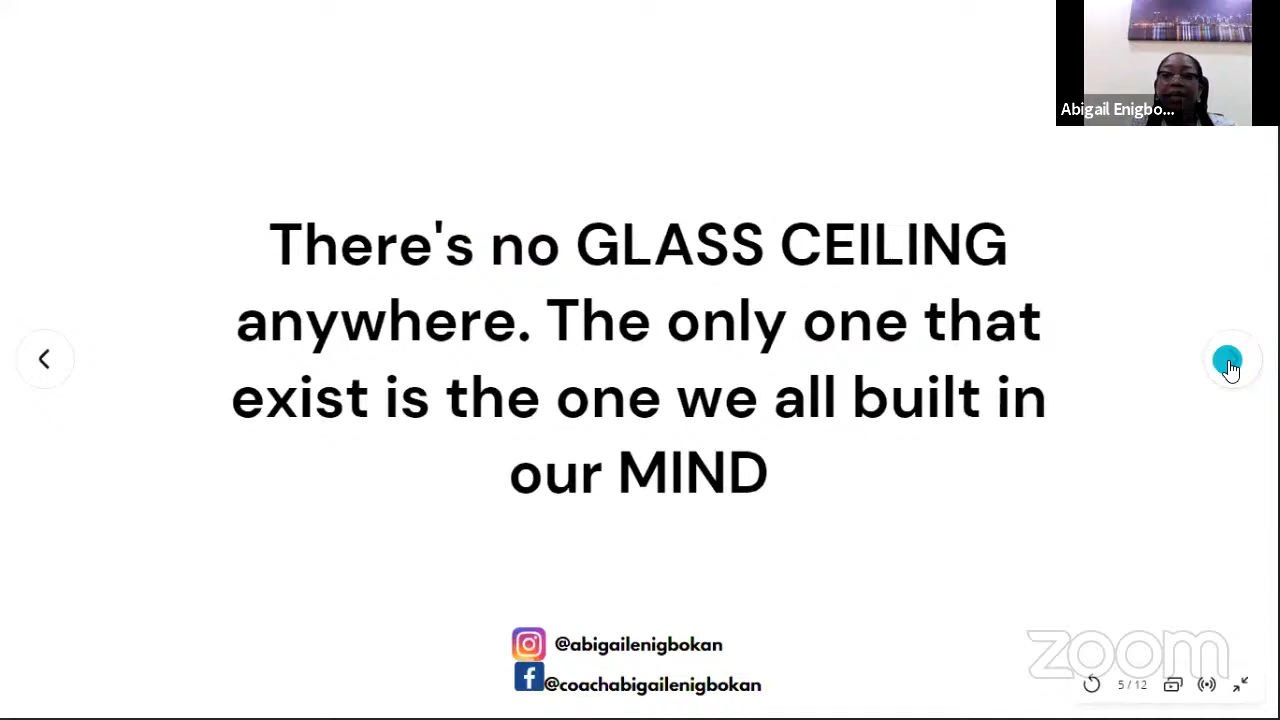 Abigail Enigbo...
There's no GLASS CEILING
anywhere. The only one that
exist is the one we all built in
our MIND
@abigailenigbokan
@coachabigailenigbokan
zoom
5 / 12